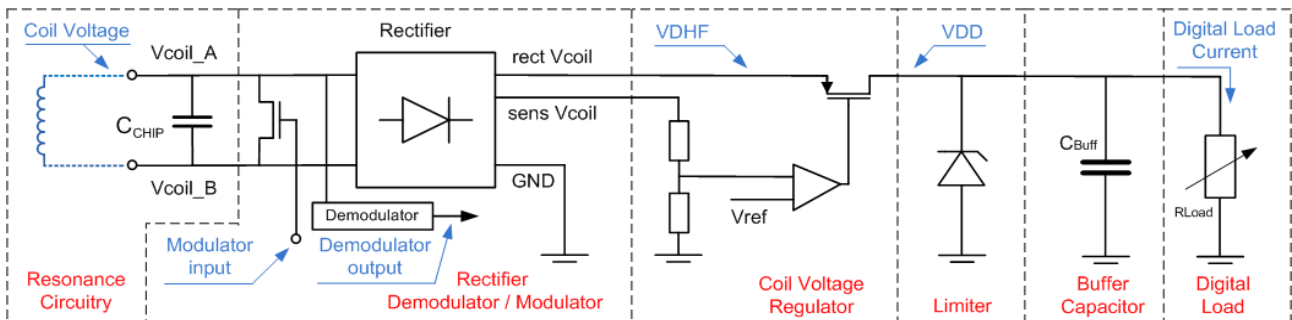 Coil Voltage
Vcoil_A
Rectifier
rect Vcoil
VDHF
VDD
Digital Load
Current
sens Vcoil
CCHIP
CBuff
Vcoil_B
GND
Vref
RLoad
Demodulator
Modulator
input
Demodulator
output
Resonance
Circuitry
Rectifier
Demodulator / Modulator
Coil Voltage
Regulator
Limiter
Buffer
Capacitor
Digital
Load